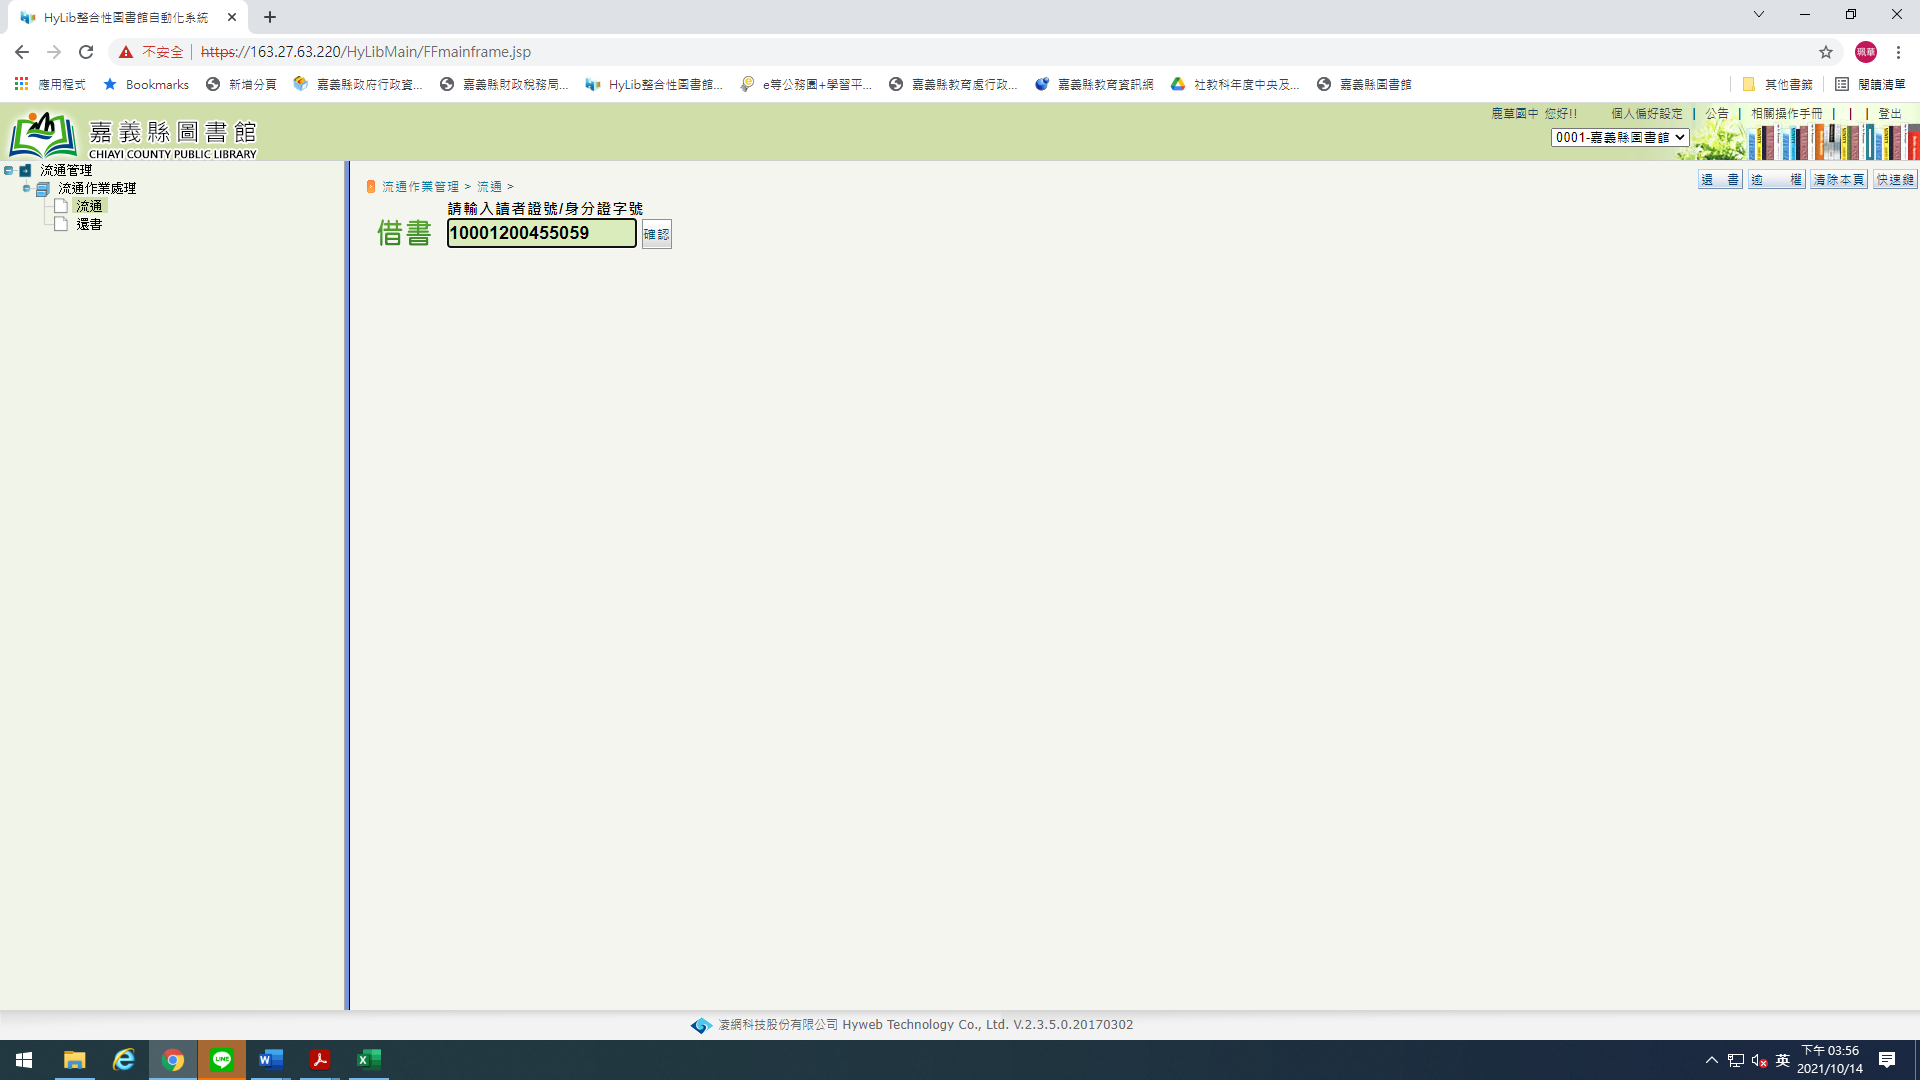 HyLib整合性圖書館自動化系統
不安全 https://163.27.63.220/HyLibMain/FFmainframe.jsp
珮華
應用程式 Bookmarks 新增分頁 嘉義縣政府行政資... 嘉義縣財政稅務局... HyLib整合性圖書館... e等公務園+學習平... 嘉義縣教育處行政... 嘉義縣教育資訊網 社教科年度中央及... 嘉義縣圖書館 其他書籤 閱讀清單
嘉義縣圖書館
CHIAYI COUNTY PUBLIC LIBRARY
鹿草國中 您好!! 個人偏好設定 | 公告 | 相關操作手冊 | | | 登出
0001-嘉義縣圖書館
流通管理
流通作業處理
流通
還書
流通作業管理 > 流通 >
還 書 逾 權 清除本頁 快速鍵
請輸入讀者證號/身分證字號
借書 10001200455059 確認
凌網科技股份有限公司 Hyweb Technology Co., Ltd. V.2.3.5.0.20170302
LINE
英
下午 03:56
2021/10/14